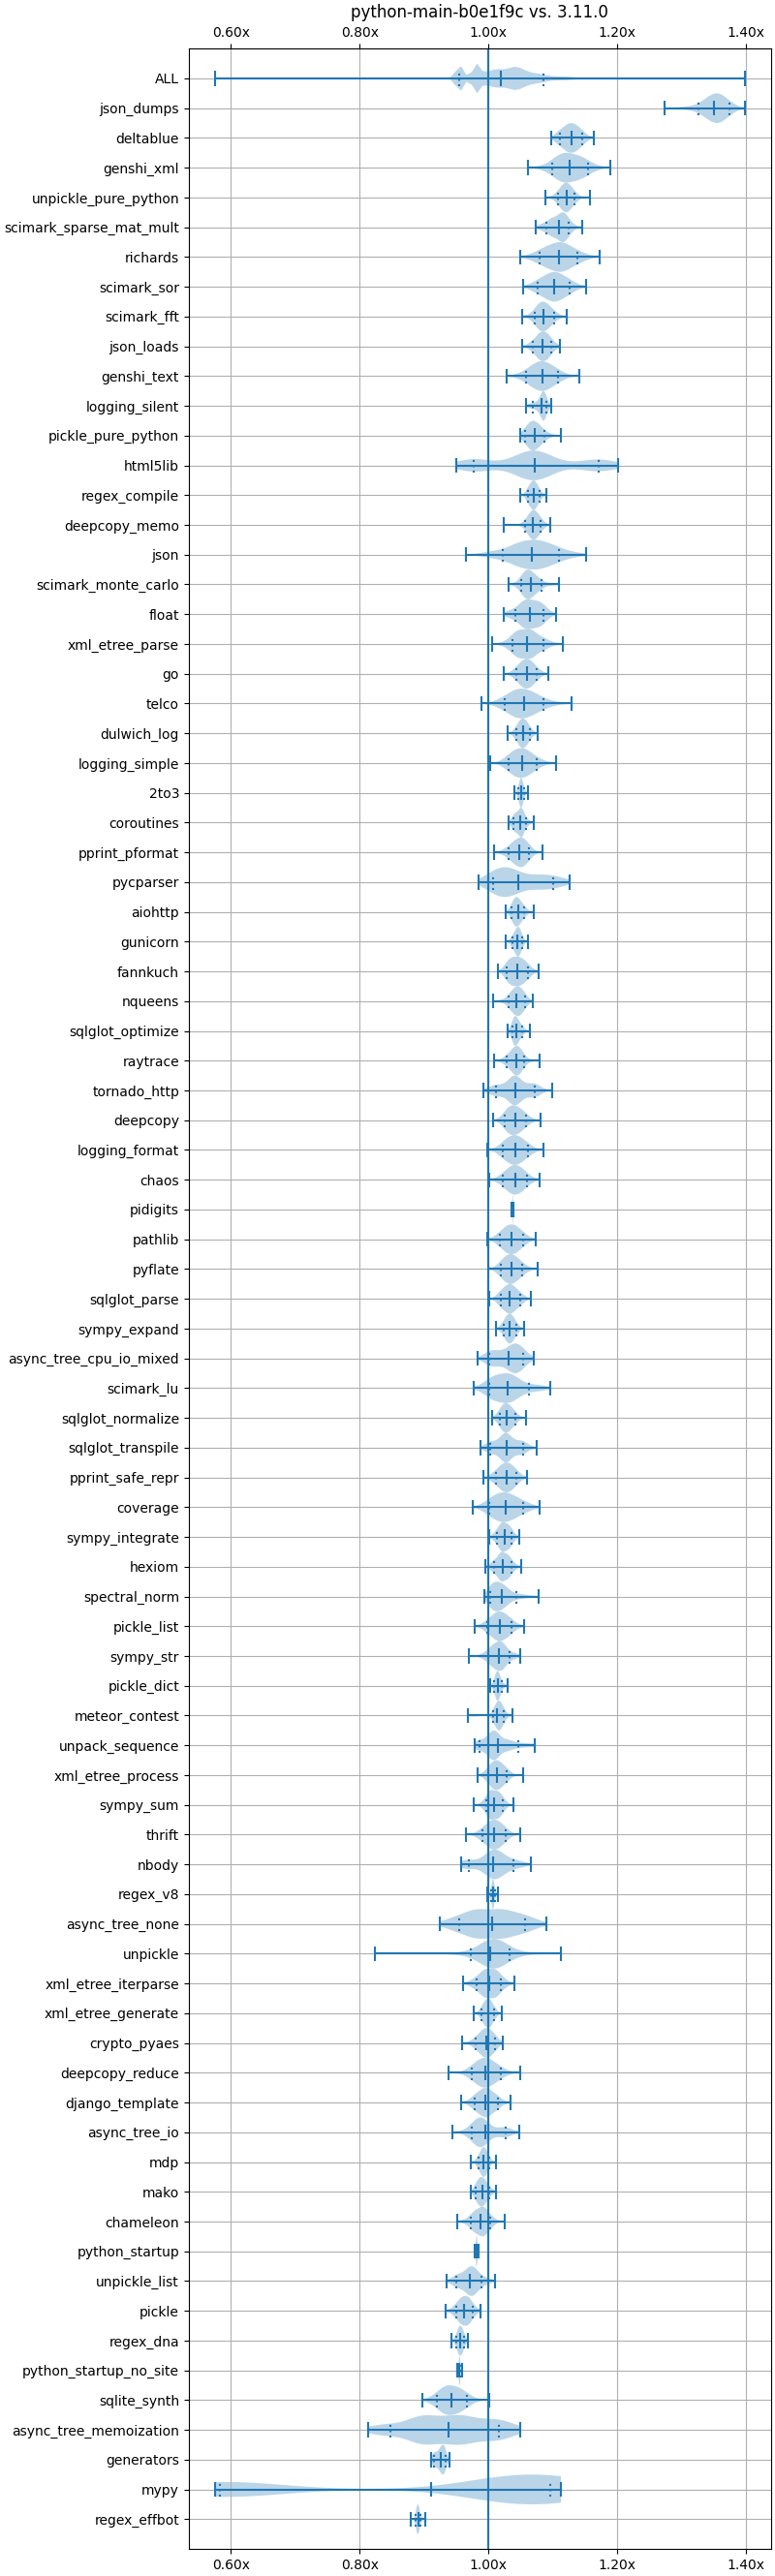 python-main-b0e1f9c vs. 3.11.0
0.60x 0.80x 1.00x 1.20x 1.40x
ALL
json_dumps
deltablue
genshi_xml
unpickle_pure_python
scimark_sparse_mat_mult
richards
scimark_sor
scimark_fft
json_loads
genshi_text
logging_silent
pickle_pure_python
html5lib
regex_compile
deepcopy_memo
json
scimark_monte_carlo
float
xml_etree_parse
go
telco
dulwich_log
logging_simple
2to3
coroutines
pprint_pformat
pycparser
aiohttp
gunicorn
fannkuch
nqueens
sqlglot_optimize
raytrace
tornado_http
deepcopy
logging_format
chaos
pidigits
pathlib
pyflate
sqlglot_parse
sympy_expand
async_tree_cpu_io_mixed
scimark_lu
sqlglot_normalize
sqlglot_transpile
pprint_safe_repr
coverage
sympy_integrate
hexiom
spectral_norm
pickle_list
sympy_str
pickle_dict
meteor_contest
unpack_sequence
xml_etree_process
sympy_sum
thrift
nbody
regex_v8
async_tree_none
unpickle
xml_etree_iterparse
xml_etree_generate
crypto_pyaes
deepcopy_reduce
django_template
async_tree_io
mdp
mako
chameleon
python_startup
unpickle_list
pickle
regex_dna
python_startup_no_site
sqlite_synth
async_tree_memoization
generators
mypy
regex_effbot
0.60x 0.80x 1.00x 1.20x 1.40x